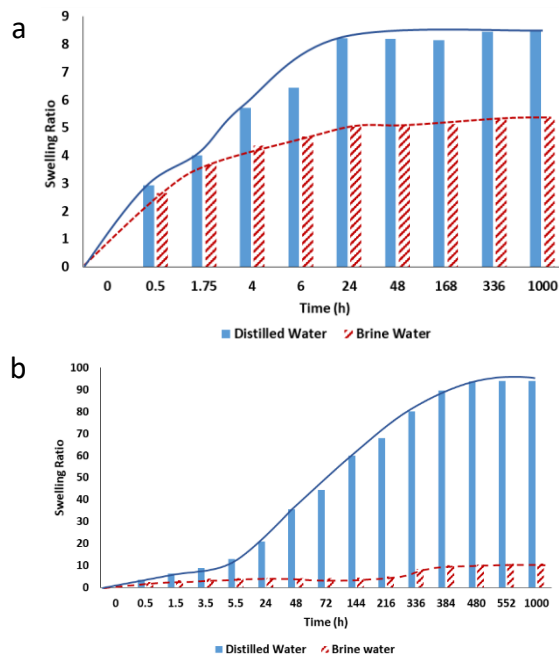 a
9
8
7
6
5
4
3
2
1
0
Swelling Ratio
0 0.5 1.75 4 6 24 48 168 336 1000
Time (h)
Distilled Water Brine Water
b
100
90
80
70
60
50
40
30
20
10
0
Swelling Ratio
0 0.5 1.5 3.5 5.5 24 48 72 144 216 336 384 480 552 1000
Time (h)
Distilled Water Brine water